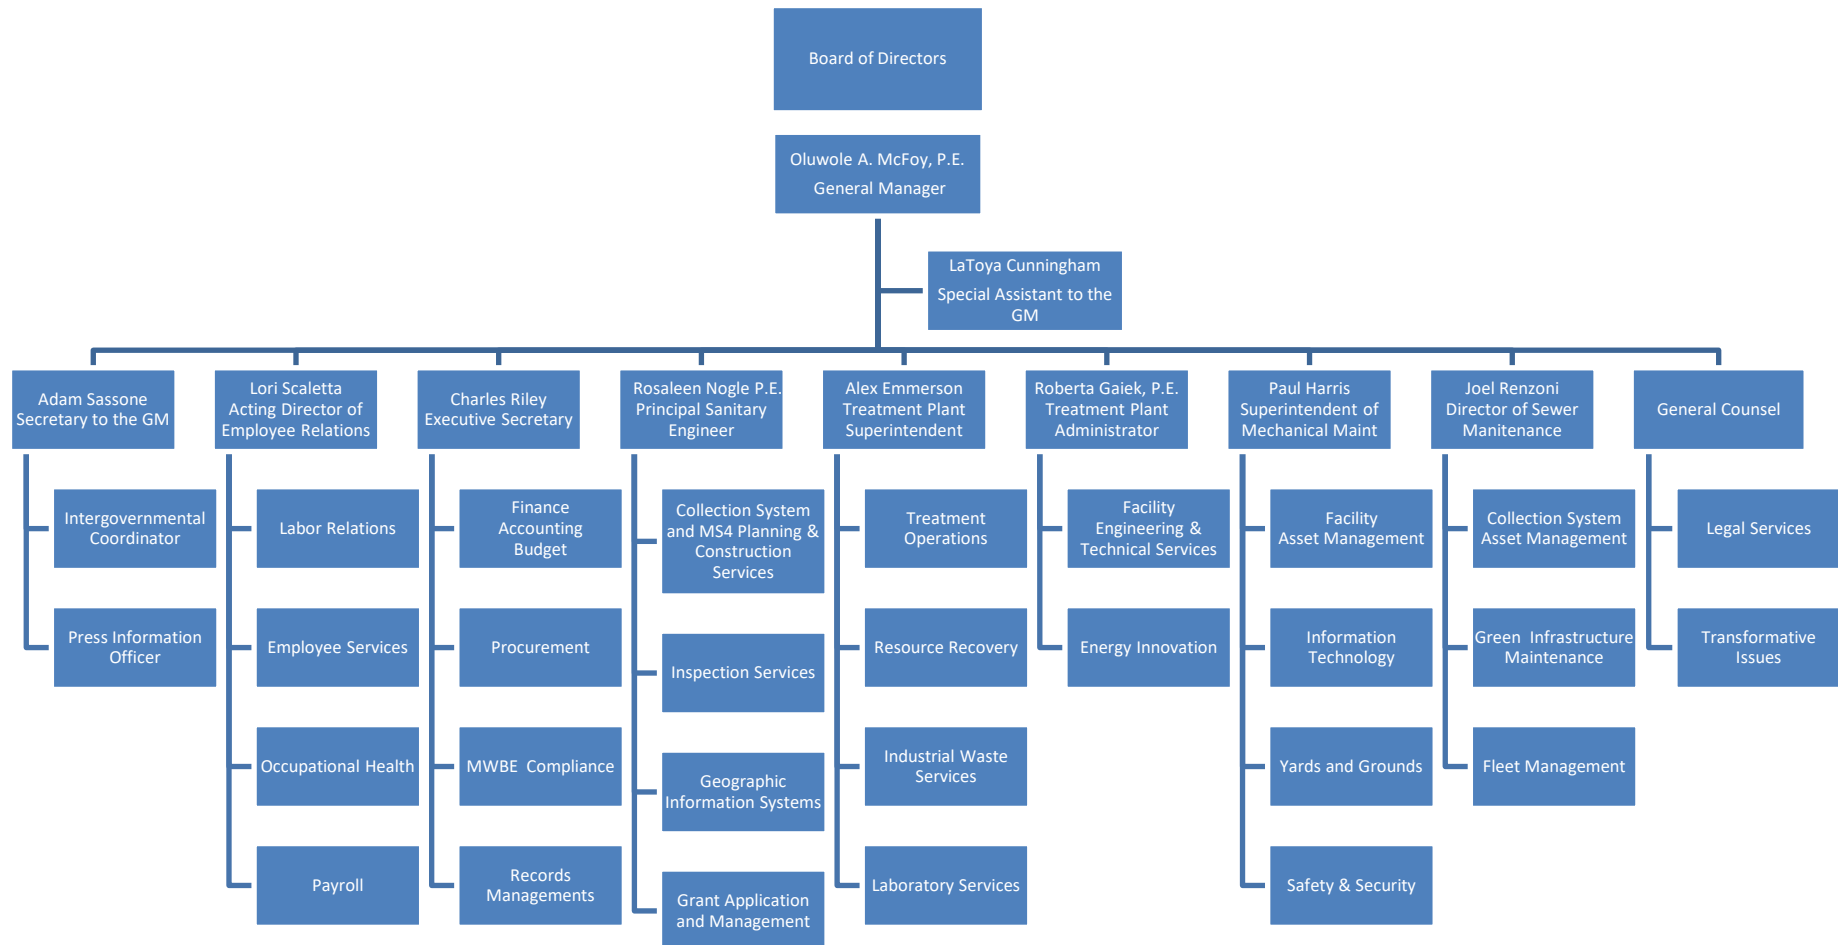 Board of Directors
Oluwole A. McFoy, P.E.
General Manager
LaToya Cunningham
Special Assistant to the
GM
Adam Sassone
Secretary to the GM
Lori Scaletta
Acting Director of
Employee Relations
Charles Riley
Executive Secretary
Rosaleen Nogle P.E.
Principal Sanitary
Engineer
Alex Emmerson
Treatment Plant
Superintendent
Roberta Gaiek, P.E.
Treatment Plant
Administrator
Paul Harris
Superintendent of
Mechanical Maint
Joel Renzoni
Director of Sewer
Manitenance
General Counsel
Intergovernmental
Coordinator
Press Information
Officer
Labor Relations
Employee Services
Occupational Health
Payroll
Finance
Accounting
Budget
Procurement
MWBE Compliance
Records
Managements
Collection System
and MS4 Planning &
Construction
Services
Inspection Services
Geographic
Information Systems
Grant Application
and Management
Treatment
Operations
Resource Recovery
Industrial Waste
Services
Laboratory Services
Facility
Engineering &
Technical Services
Energy Innovation
Facility
Asset Management
Information
Technology
Yards and Grounds
Safety & Security
Collection System
Asset Management
Green Infrastructure
Maintenance
Fleet Management
Legal Services
Transformative
Issues